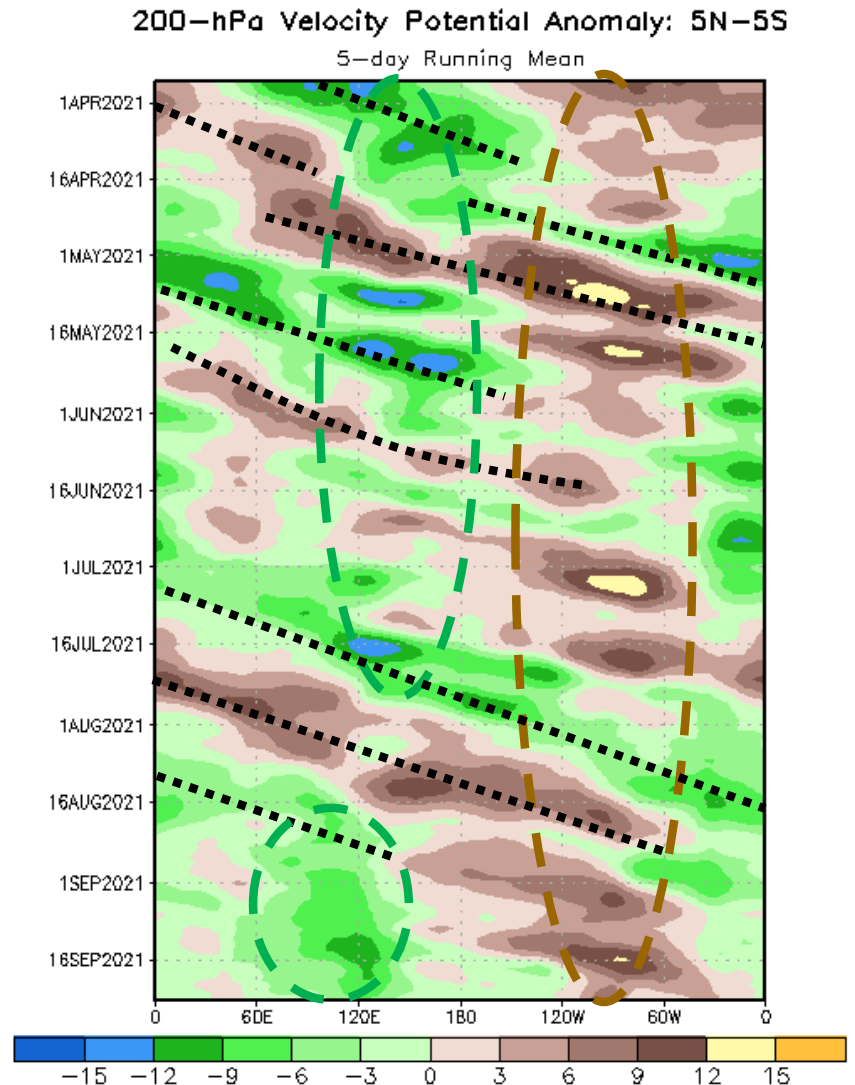 200-hPa Velocity Potential Anomaly: 5N-5S
5-day Running Mean
1APR2021
16APR2021
1MAY2021
16MAY2021
1JUN2021
16JUN2021
1JUL2021
16JUL2021
1AUG2021
16AUG2021
1SEP2021
16SEP2021
0 60E 120E 180 120W 60W 0
-15 -12 -9 -6 -3 0 3 6 9 12 15